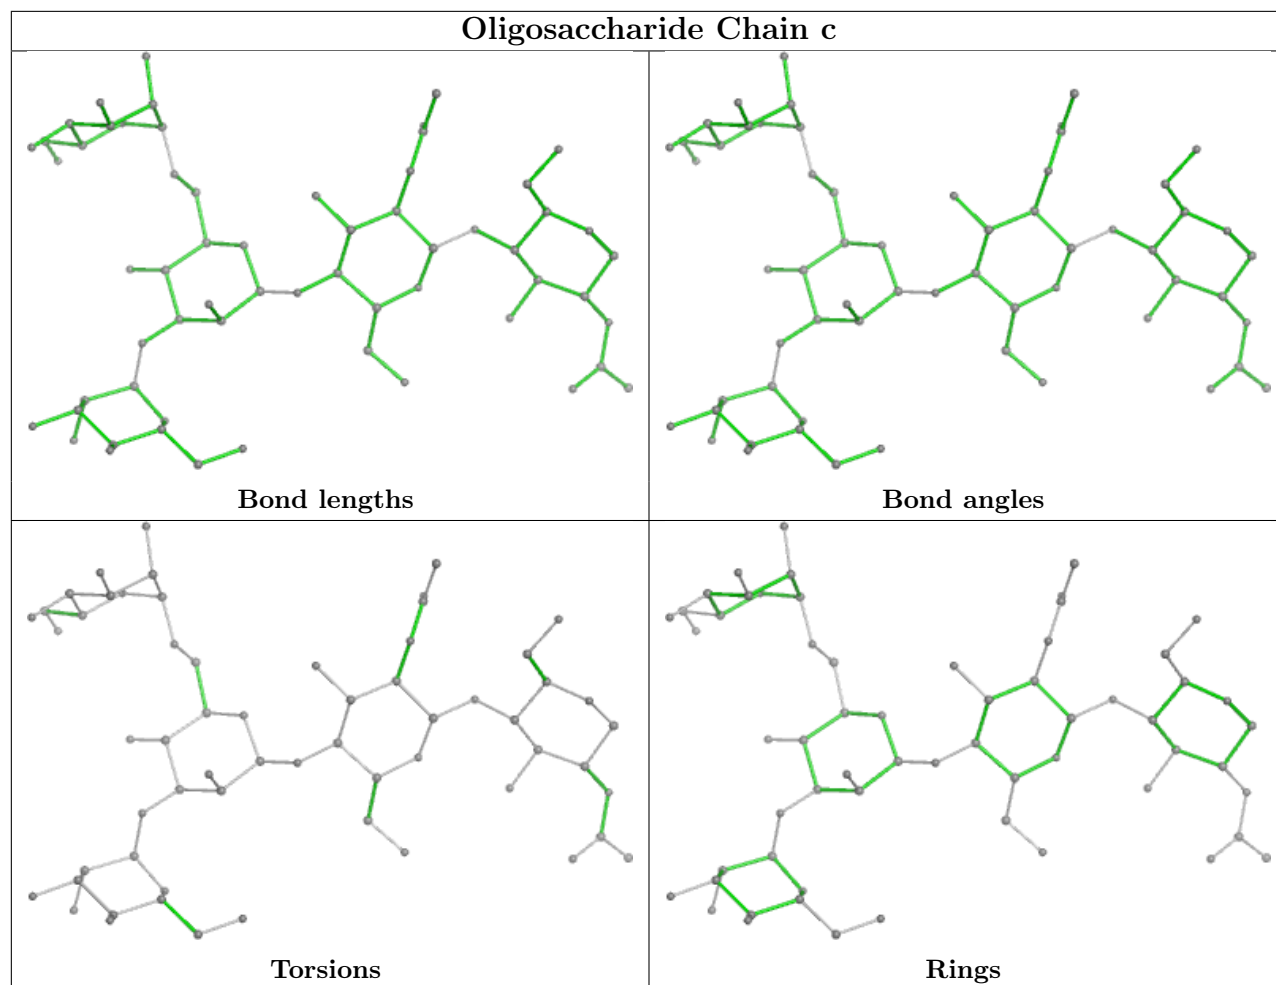 Oligosaccharide Chain c
Bond lengths
Bond angles
Torsions
Rings